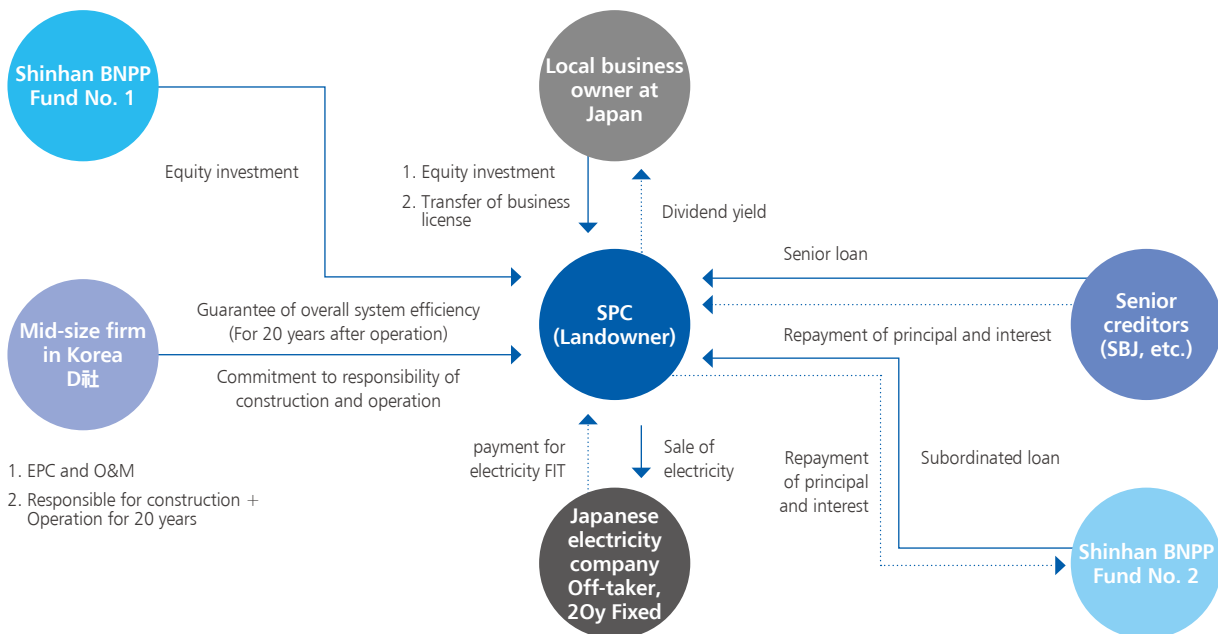 Shinhan BNPP
Fund No. 1
Local business
owner at
Japan
Equity investment
1. Equity investment
2. Transfer of business
license
Dividend yield
Senior loan
Mid-size firm
in Korea
D社
Guarantee of overall system efficiency
(For 20 years after operation)
Commitment to responsibility of
construction and operation
SPC
(Landowner)
Repayment of principal and interest
Senior
creditors
(SBJ, etc.)
1. EPC and O&M
2. Responsible for construction +
Operation for 20 years
payment for
electricity FIT
Sale of
electricity
Repayment
of principal
and interest
Subordinated loan
Japanese
electricity
company
Off-taker,
2Oy Fixed
Shinhan BNPP
Fund No. 2